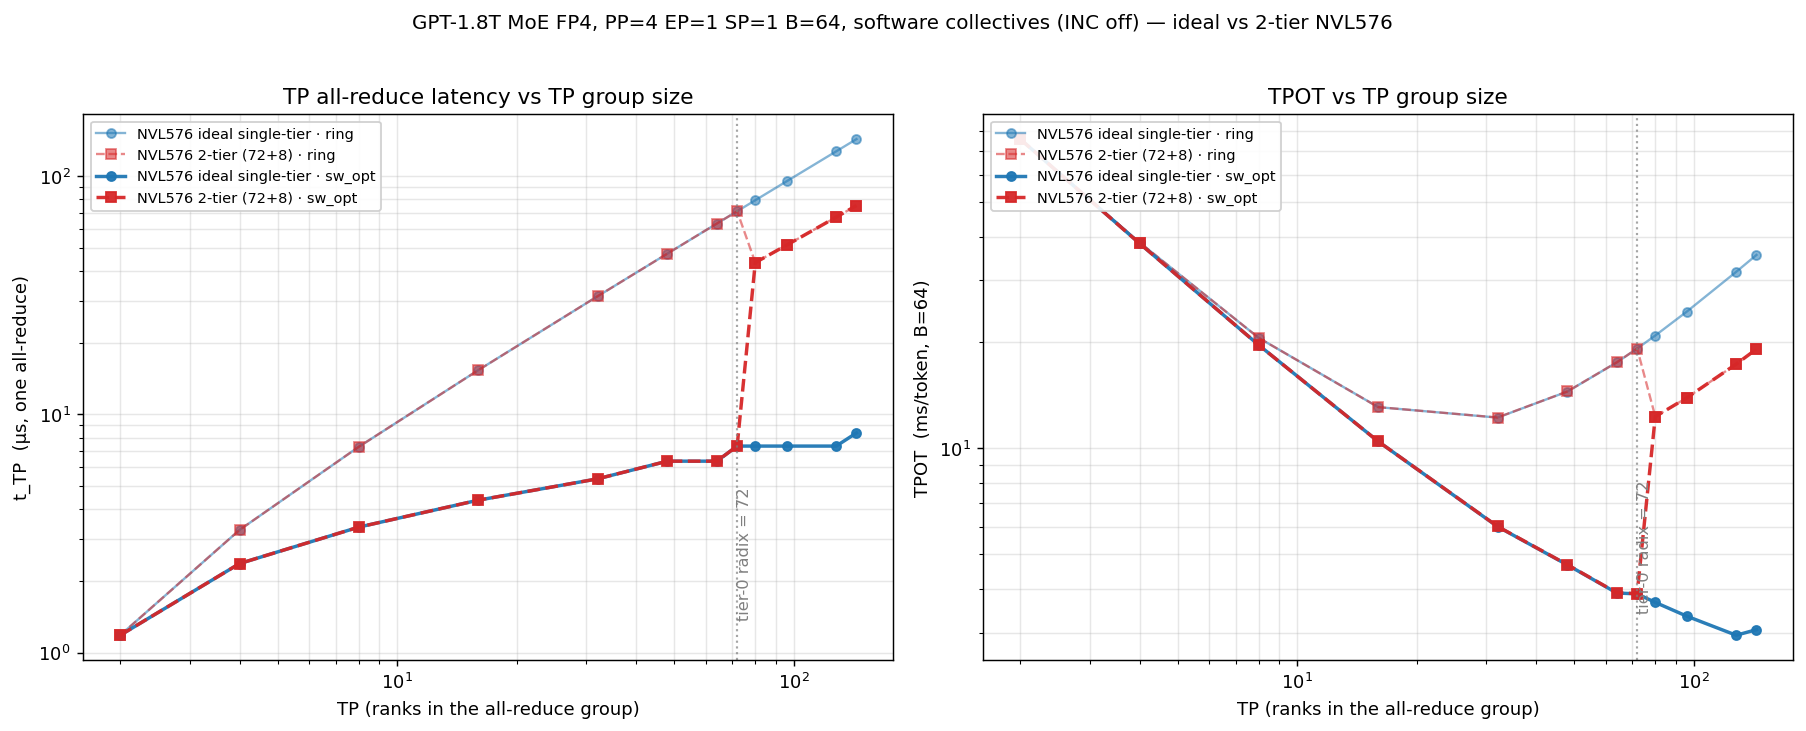 GPT-1.8T MoE FP4, PP=4 EP=1 SP=1 B=64, software collectives (INC off) — ideal vs 2-tier NVL576
TP all-reduce latency vs TP group size
NVL576 ideal single-tier · ring
NVL576 2-tier (72+8) · ring
NVL576 ideal single-tier · sw_opt
NVL576 2-tier (72+8) · sw_opt
t_TP (µs, one all-reduce)
10²
10¹
10⁰
tier-0 radix = 72
10¹
10²
TP (ranks in the all-reduce group)
TPOT vs TP group size
NVL576 ideal single-tier · ring
NVL576 2-tier (72+8) · ring
NVL576 ideal single-tier · sw_opt
NVL576 2-tier (72+8) · sw_opt
TPOT (ms/token, B=64)
10¹
tier-0 radix = 72
10¹
10²
TP (ranks in the all-reduce group)